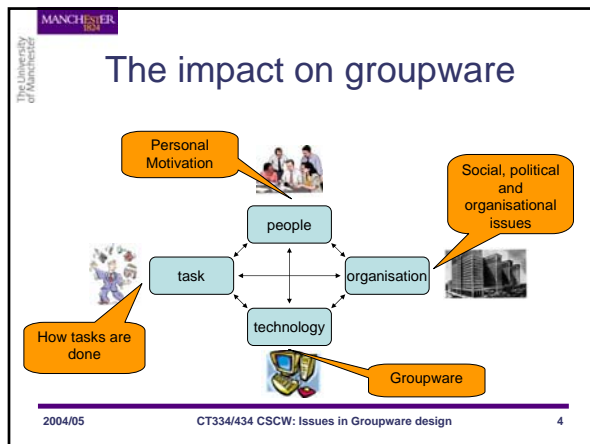 MANCHESTER
1824
The University
of Manchester
The impact on groupware
Personal
Motivation
Social, political
and
organisational
issues
people
task
organisation
technology
How tasks are
done
Groupware
2004/05
CT334/434 CSCW: Issues in Groupware design
4